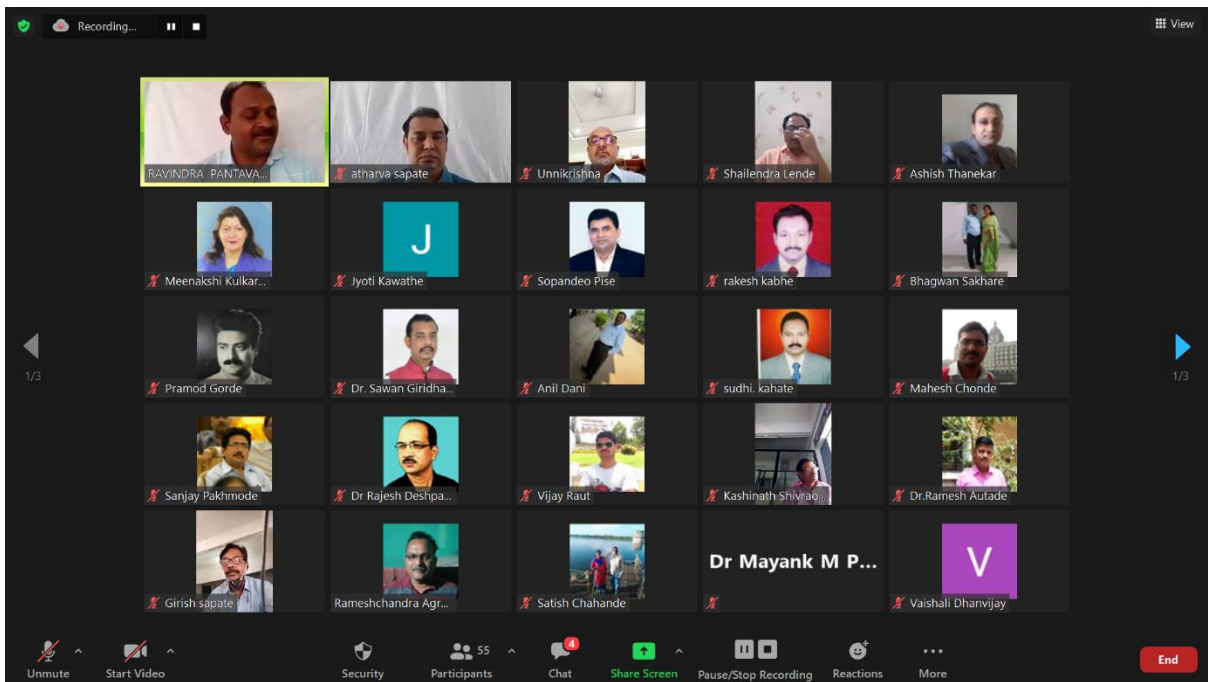 Recording...
View
RAVINDRA PANTAVA...
atharva sapate
Unnikrishna
Shailendra Lende
Ashish Thanekar
Meenakshi Kulkar...
J
Jyoti Kawathe
Sopandeo Pise
rakesh kabhe
Bhagwan Sakhare
1/3
Pramod Gorde
Dr. Sawan Giridha...
Anil Dani
sudhi. kahate
Mahesh Chonde
1/3
Sanjay Pakhmode
Dr Rajesh Deshpa...
Vijay Raut
Kashinath Shivrao...
Dr.Ramesh Autade
Girish sapate
Rameshchandra Agr...
Satish Chahande
Dr Mayank M P...
V
Vaishali Dhanvijay
Unmute
Start Video
Security
55
Participants
4
Chat
Share Screen
Pause/Stop Recording
Reactions
More
End